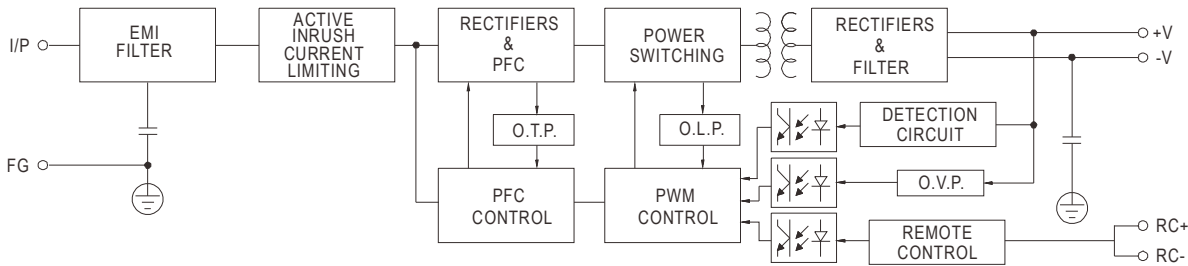 I/P
EMI
FILTER
ACTIVE
INRUSH
CURRENT
LIMITING
RECTIFIERS
&
PFC
POWER
SWITCHING
RECTIFIERS
&
FILTER
+V
-V
O.T.P.
O.L.P.
DETECTION
CIRCUIT
FG
PFC
CONTROL
PWM
CONTROL
O.V.P.
REMOTE
CONTROL
RC+
RC-